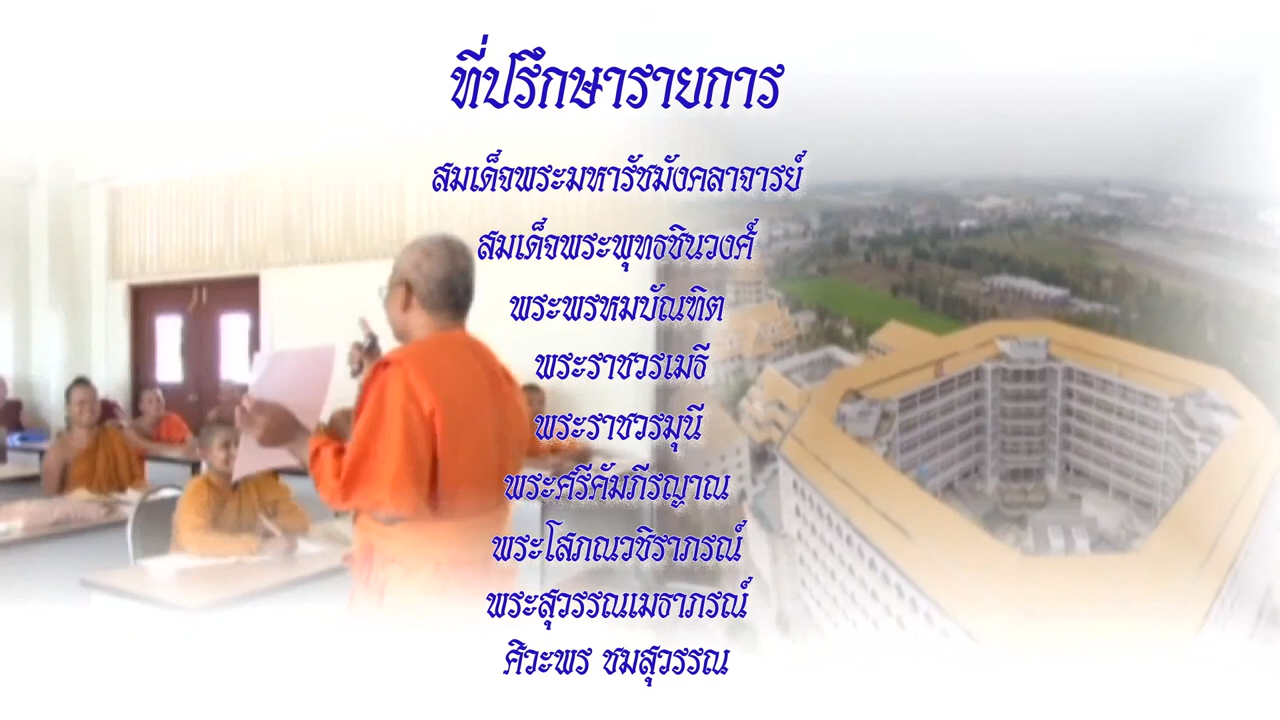 ที่ปรึกษารายการ
สมเด็จพระมหารัชมังคลาจารย์
สมเด็จพระพุทธชินวงศ์
พระพรหมบัณฑิต
พระราชวรเมธี
พระราชวรมุนี
พระศรีคัมภีรญาณ
พระโสภณวชิราภรณ์
พระสุวรรณเมธาภรณ์
ศิวะพร ชมสุวรรณ